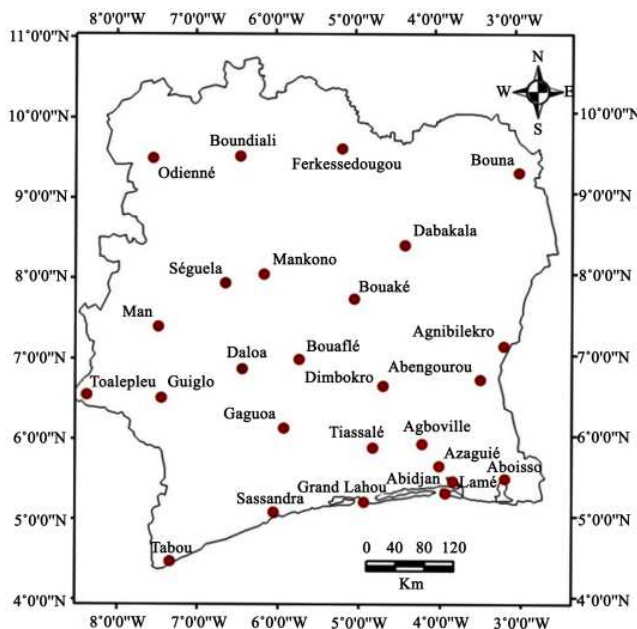 8°0'0"W 7°0'0"W 6°0'0"W 5°0'0"W 4°0'0"W 3°0'0"W
11°0'0"N
N
W E
S
10°0'0"N 10°0'0"N
Boundiali
Ferkessedougou
Odienné
Bouna
9°0'0"N 9°0'0"N
Dabakala
Mankono
Séguela
8°0'0"N 8°0'0"N
Bouaké
Man
Agnibilekro
7°0'0"N 7°0'0"N
Daloa Bouaflé
Abengourou
Toalepleu Guiglo Dimbokro
Gaguoa
Tiassalé Agboville
6°0'0"N 6°0'0"N
Azaguié
Aboisso
Abidjan Lamé
Grand Lahou
Sassandra
5°0'0"N 5°0'0"N
Tabou
0 40 80 120
Km
4°0'0"N 4°0'0"N
8°0'0"W 7°0'0"W 6°0'0"W 5°0'0"W 4°0'0"W 3°0'0"W